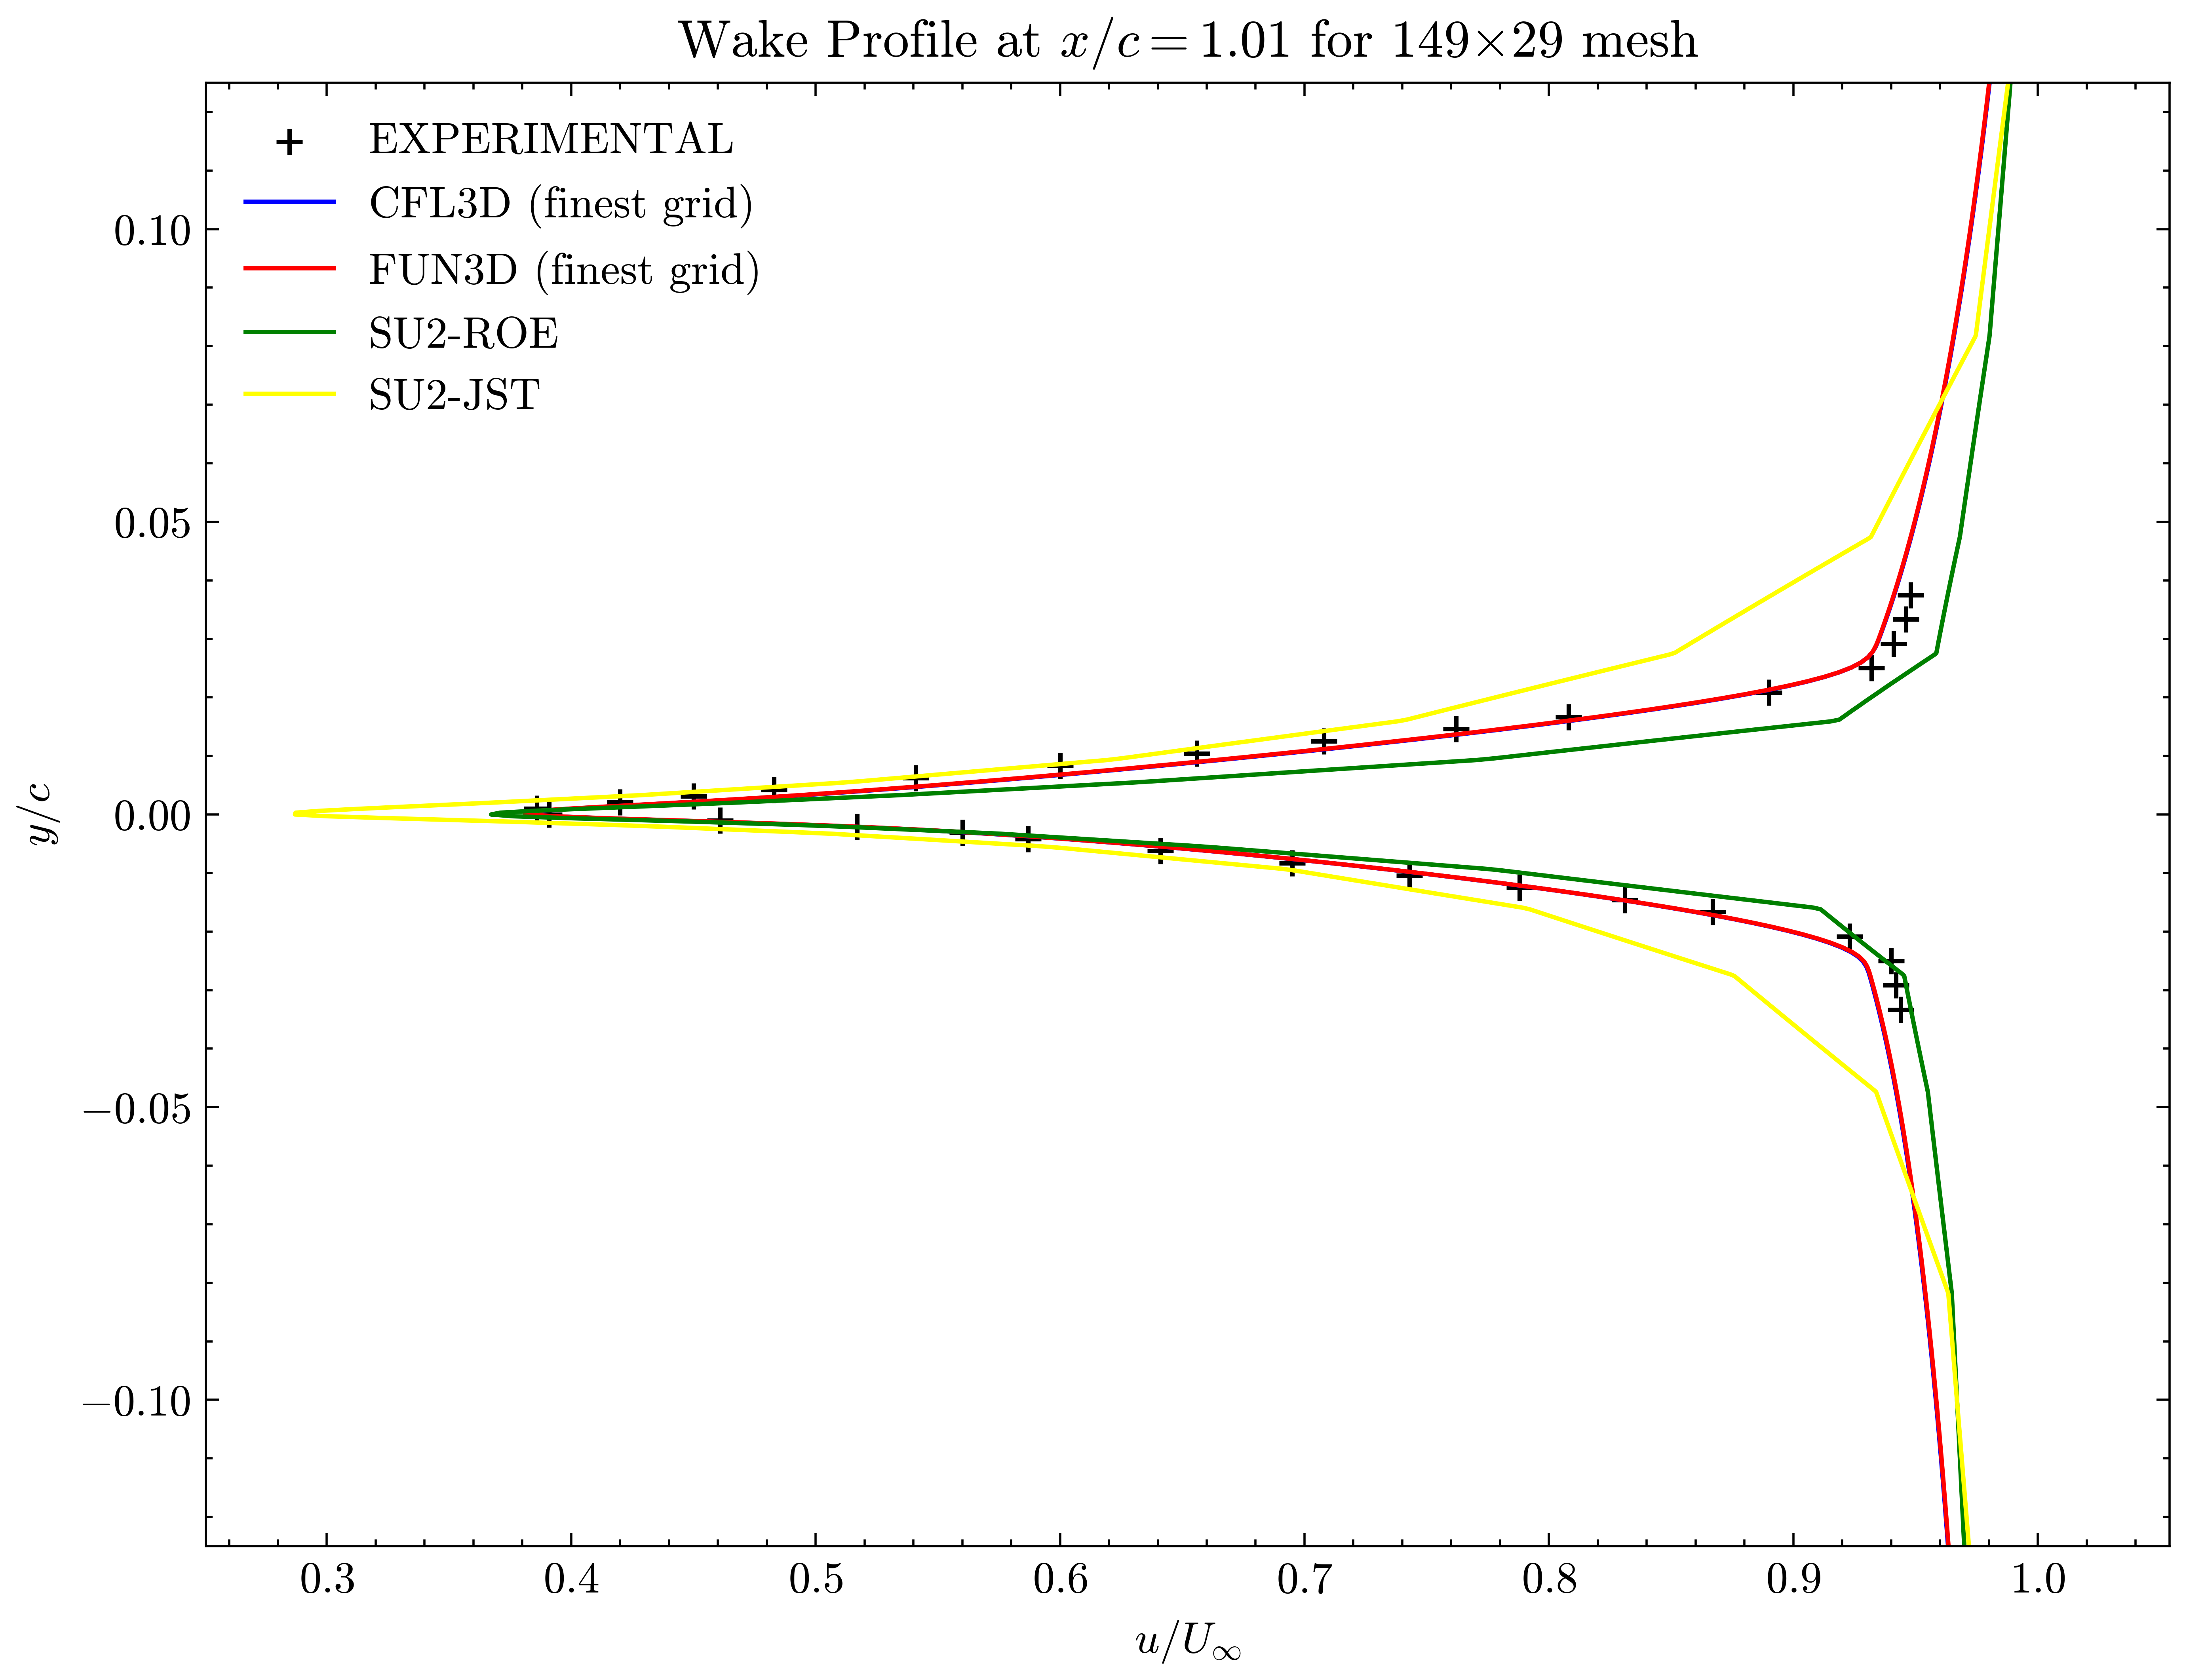 Wake Profile at x/c = 1.01 for 149×29 mesh
EXPERIMENTAL
CFL3D (finest grid)
FUN3D (finest grid)
SU2-ROE
SU2-JST
0.10
0.05
0.00
−0.05
−0.10
y/c
0.3 0.4 0.5 0.6 0.7 0.8 0.9 1.0
u/U∞